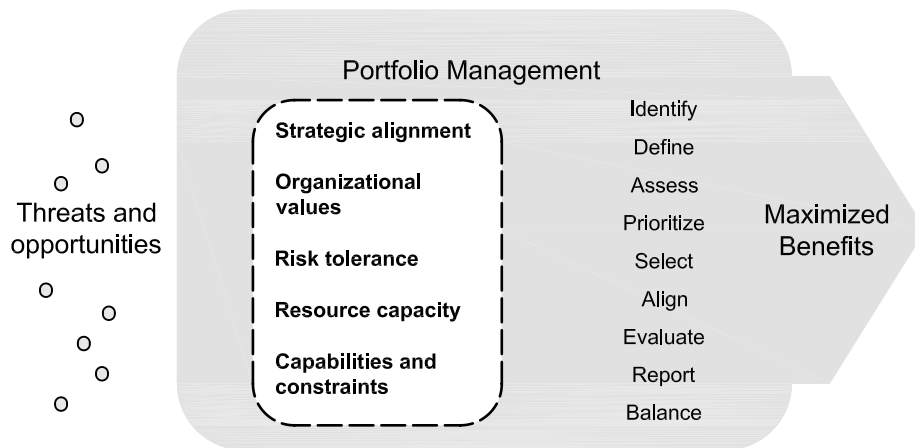 Portfolio Management
Threats and
opportunities
Strategic alignment
Organizational
values
Risk tolerance
Resource capacity
Capabilities and
constraints
Identify
Define
Assess
Prioritize
Select
Align
Evaluate
Report
Balance
Maximized
Benefits